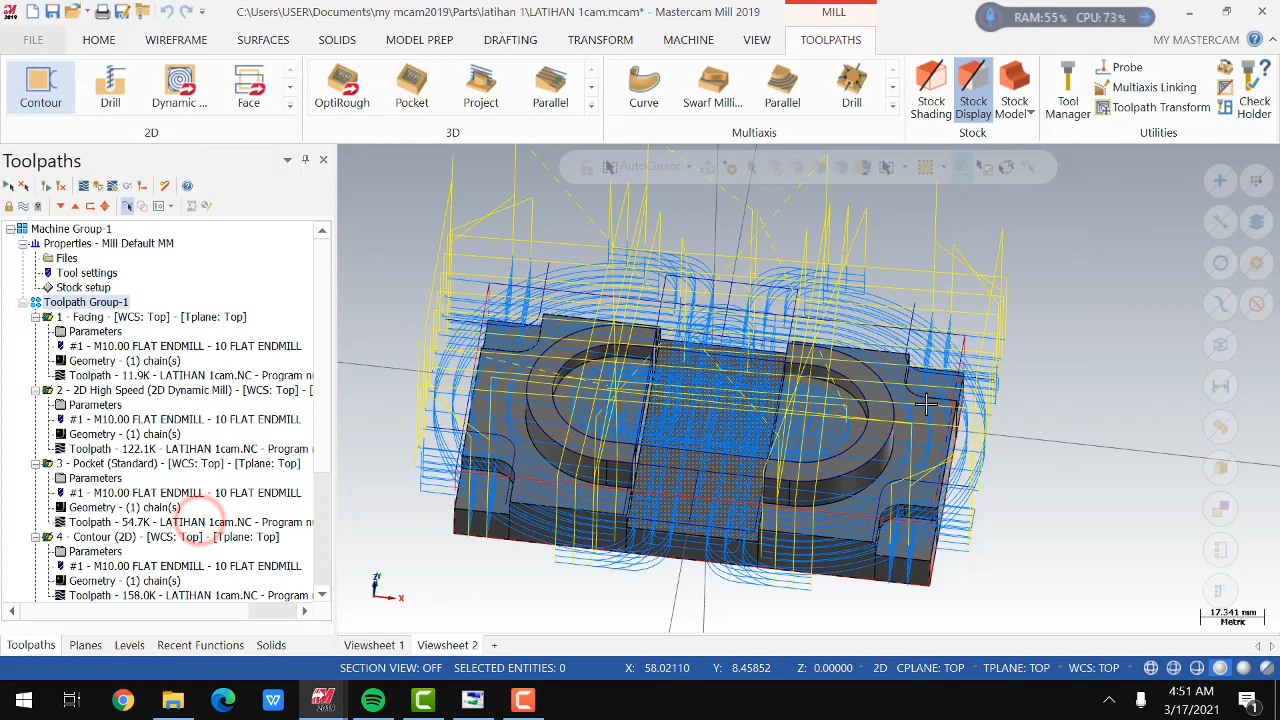 2019
C:\Users\USER\Documents\my mcam2019\Parts\latihan 1\LATIHAN 1cam.mcam* - Mastercam Mill 2019
MILL
RAM:55% CPU:73%
FILE HOME WIREFRAME SURFACES SOLIDS MODEL PREP DRAFTING TRANSFORM MACHINE VIEW TOOLPATHS MY MASTERCAM
Contour Drill Dynamic ... Face OptiRough Pocket Project Parallel Curve Swarf Milli... Parallel Drill Stock Shading Stock Display Stock Model Tool Manager Probe Multiaxis Linking Toolpath Transform Check Holder
2D 3D Multiaxis Stock Utilities
Toolpaths
AutoCursor
Machine Group-1
Properties - Mill Default MM
Files
Tool settings
Stock setup
Toolpath Group-1
1 - Facing - [WCS: Top] - [Tplane: Top]
Parameters
#1 - M10.00 FLAT ENDMILL - 10 FLAT ENDMILL
Geometry - (1) chain(s)
Toolpath - 11.9K - LATIHAN 1cam.NC - Program n
2 - 2D High Speed (2D Dynamic Mill) - [WCS: Top] - [
Parameters
#1 - M10.00 FLAT ENDMILL - 10 FLAT ENDMILL
Geometry - (1) chain(s)
Toolpath - 122.1K - LATIHAN 1cam.NC - Program
3 - Pocket (Standard) - [WCS: Top] - [Tplane: Top]
Parameters
#1 - M10.00 FLAT ENDMILL - 10 FLAT ENDMILL
Geometry - (1) chain(s)
Toolpath - 54.7K - LATIHAN 1cam.NC - Program n
4 - Contour (2D) - [WCS: Top] - [Tplane: Top]
Parameters
#1 - M10.00 FLAT ENDMILL - 10 FLAT ENDMILL
Geometry - (1) chain(s)
Toolpath - 158.0K - LATIHAN 1cam.NC - Program
X
17.341 mm
Metric
Toolpaths Planes Levels Recent Functions Solids Viewsheet 1 Viewsheet 2 +
SECTION VIEW: OFF SELECTED ENTITIES: 0 X: 58.02110 Y: 8.45852 Z: 0.00000 2D CPLANE: TOP TPLANE: TOP WCS: TOP
4:51 AM
3/17/2021
1